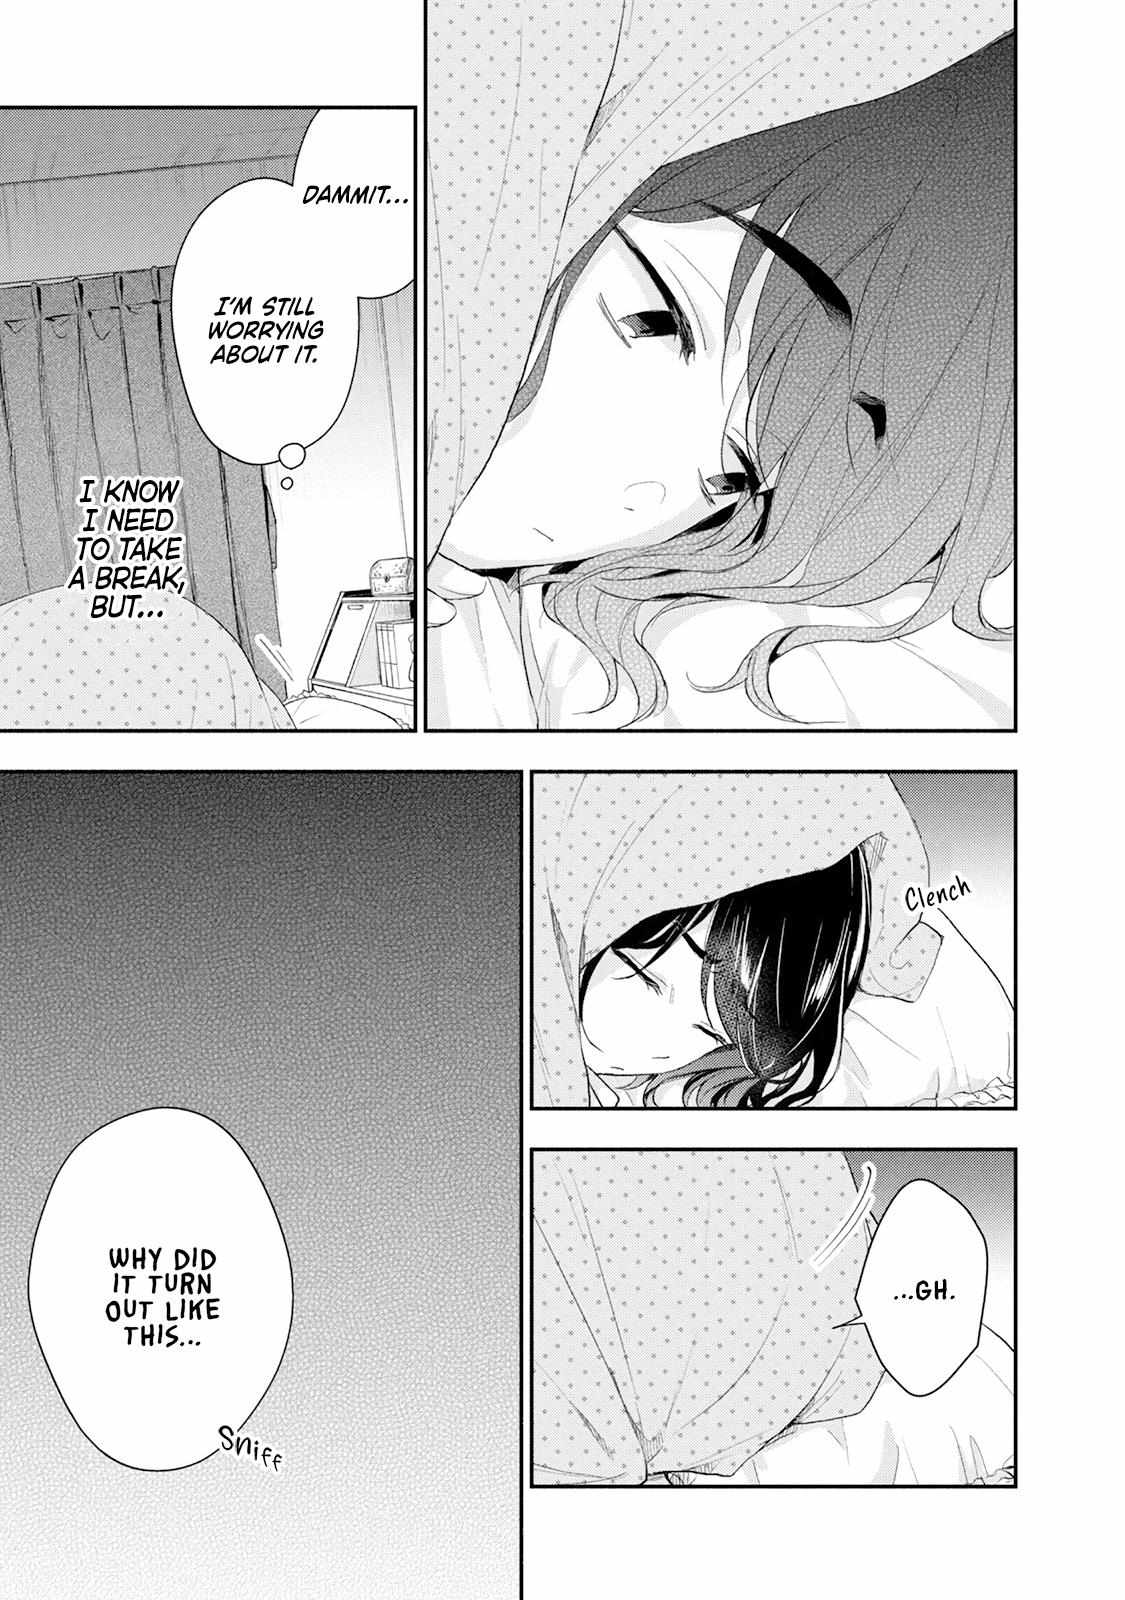 DAMMIT...
I'M STILL
WORRYING
ABOUT IT.
I KNOW
I NEED
TO TAKE
A BREAK,
BUT...
Clench
...GH.
WHY DID
IT TURN
OUT LIKE
THIS...
Sniff